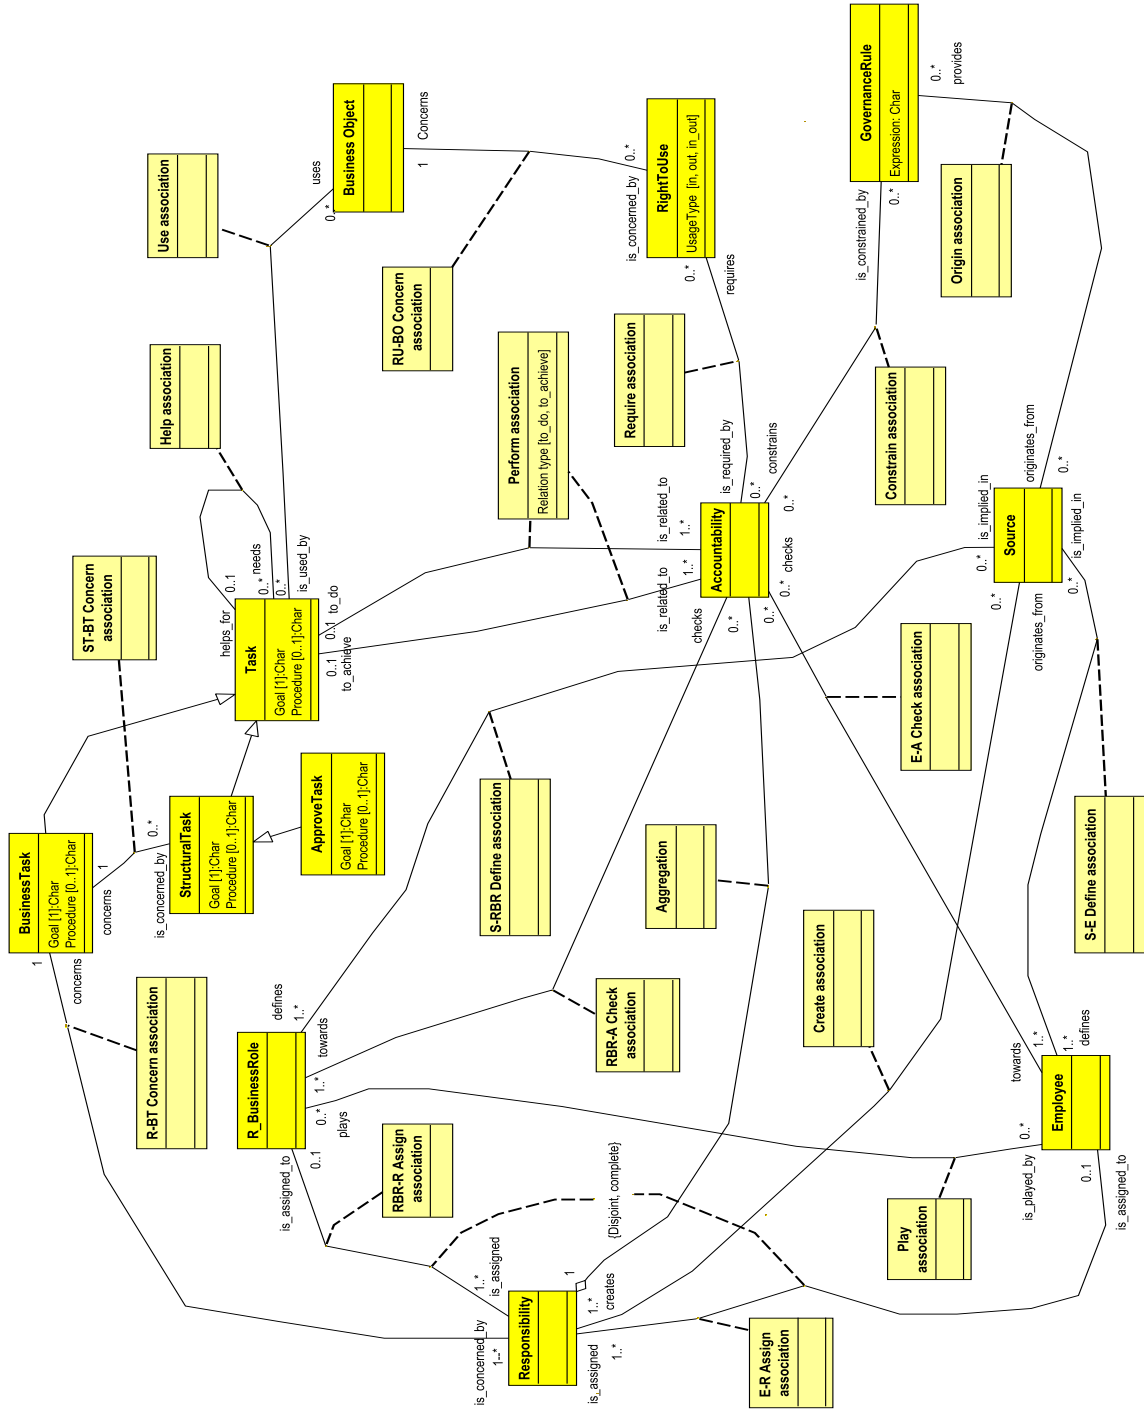 BusinessTask
Goal [1]:Char
Procedure [0..1]:Char
1
concerns
R-BT Concern association
1
concerns
is_concerned_by
0..*
StructuralTask
Goal [1]:Char
Procedure [0..1]:Char
ST-BT Concern
association
ApproveTask
Goal [1]:Char
Procedure [0..1]:Char
Task
Goal [1]:Char
Procedure [0..1]:Char
helps_for
0..1
0..*
needs
0..*
is_used_by
0..1
to_do
0..1
to_achieve
Help association
Use association
uses
0..*
Business Object
Concerns
1
RU-BO Concern
association
is_concerned_by
0..*
RightToUse
UsageType [in, out, in_out]
0..*
requires
Perform association
Relation type [to_do, to_achieve]
Require association
is_required_by
0..*
constrains
0..*
is_related_to
1..*
is_related_to
1..*
Accountability
checks
0..*
0..*
0..*
checks
GovernanceRule
Expression: Char
0..*
provides
is_constrained_by
0..*
Origin association
Constrain association
Source
originates_from
0..*
is_implied_in
0..*
is_implied_in
0..*
0..*
originates_from
R_BusinessRole
defines
1..*
towards
1..*
0..*
plays
is_assigned_to
0..1
S-RBR Define association
Aggregation
RBR-A Check
association
Create association
E-A Check association
S-E Define association
RBR-R Assign
association
{Disjoint, complete}
Play
association
E-R Assign
association
Responsibility
is_concerned_by
1--*
1..*
is_assigned
1
1..*
creates
is_assigned
1..*
Employee
towards
1..*
1..*
defines
0..*
is_played_by
0..1
is_assigned_to